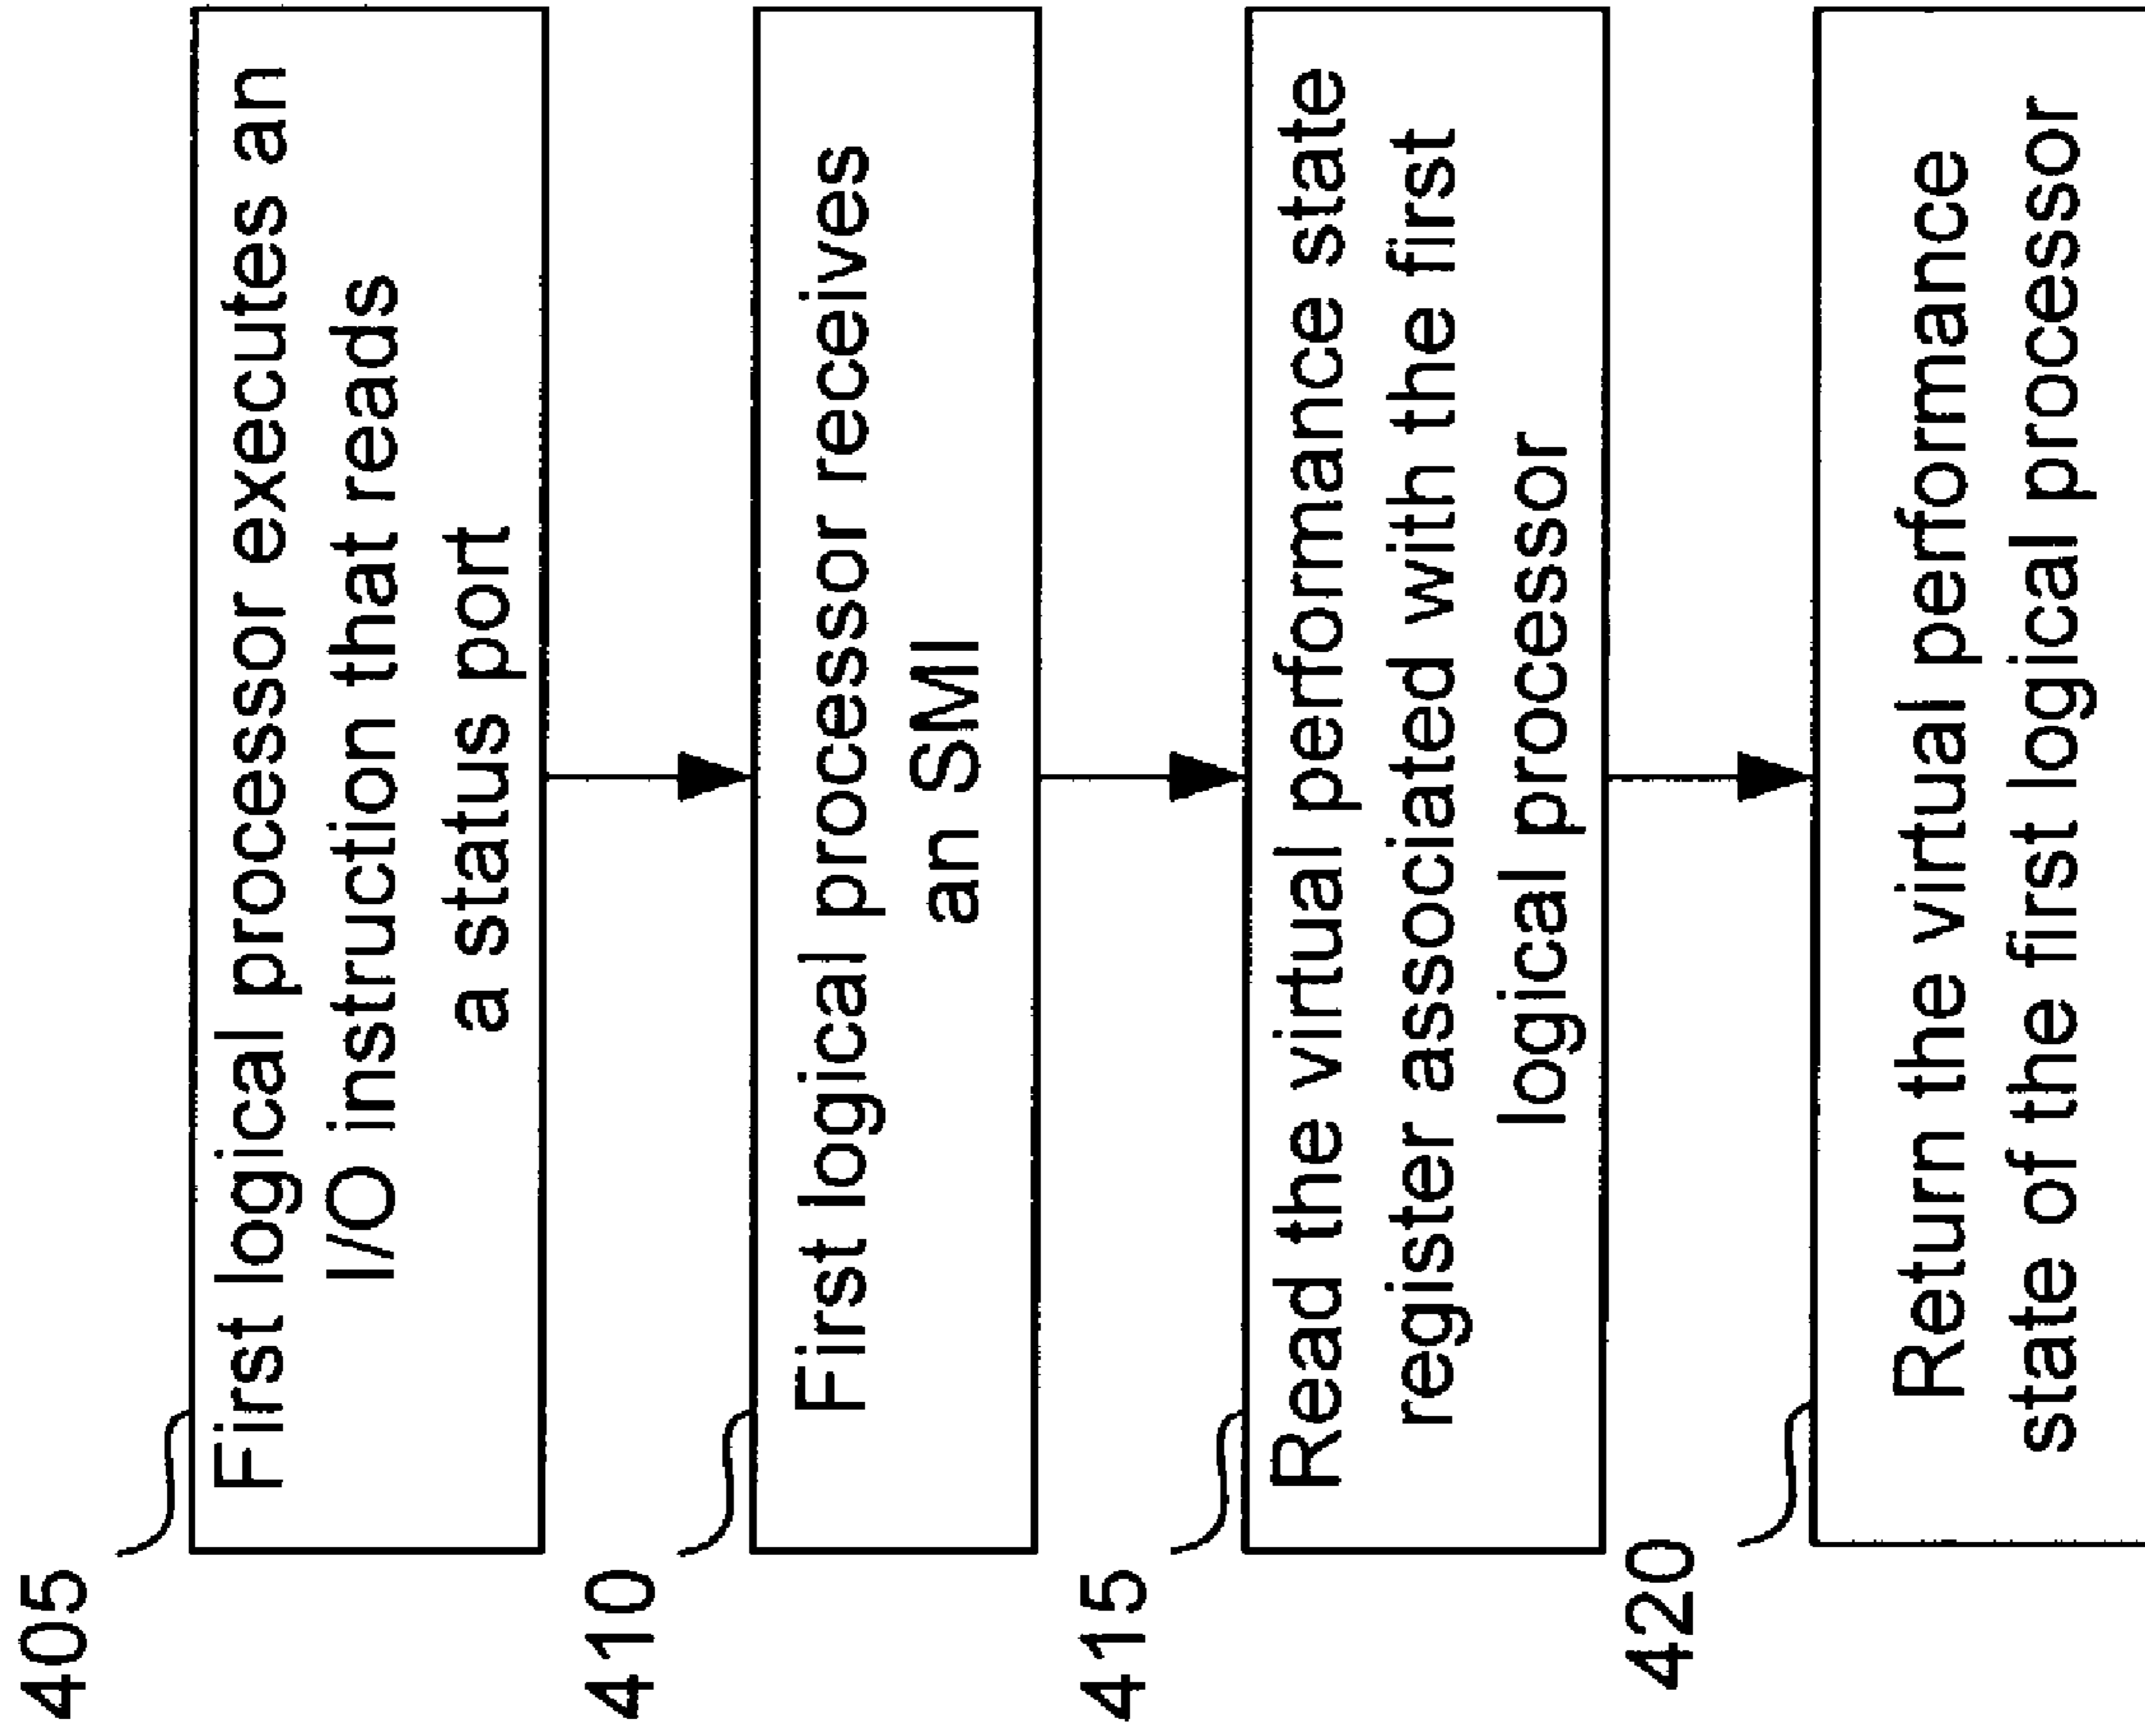 405
First logical processor executes an
I/O instruction that reads
a status port
410
First logical processor receives
an SMI
415
Read the virtual performance state
register associated with the first
logical processor
420
Return the virtual performance
state of the first logical processor